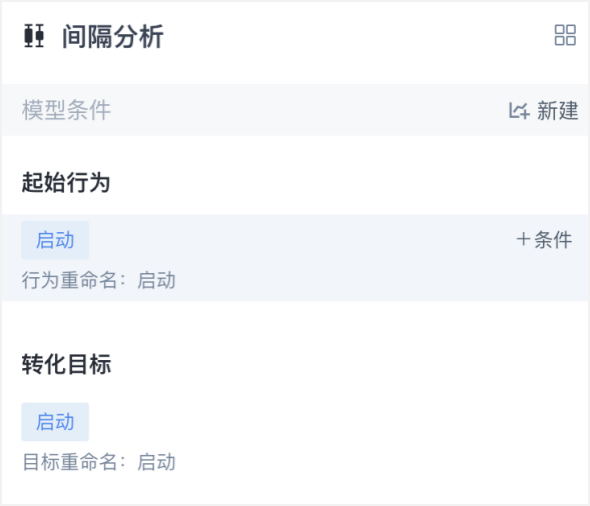 间隔分析
模型条件 新建
起始行为
启动 +条件
行为重命名：启动
转化目标
启动
目标重命名：启动